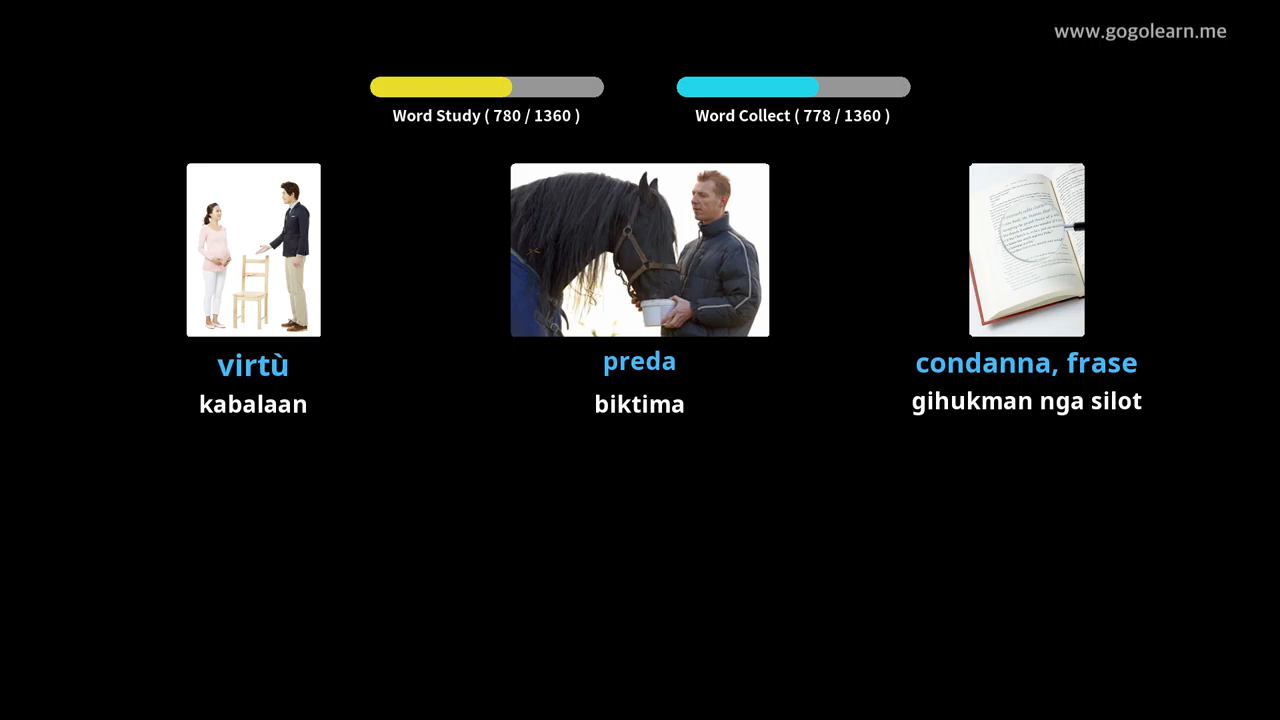 www.gogolearn.me
Word Study ( 780 / 1360 )
Word Collect ( 778 / 1360 )
virtù
preda
condanna, frase
kabalaan
biktima
gihukman nga silot